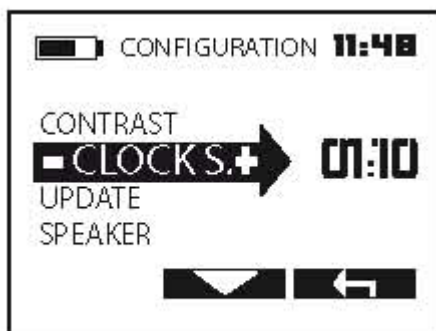 CONFIGURATION 11:48
CONTRAST
- CLOCK S. + 01:10
UPDATE
SPEAKER